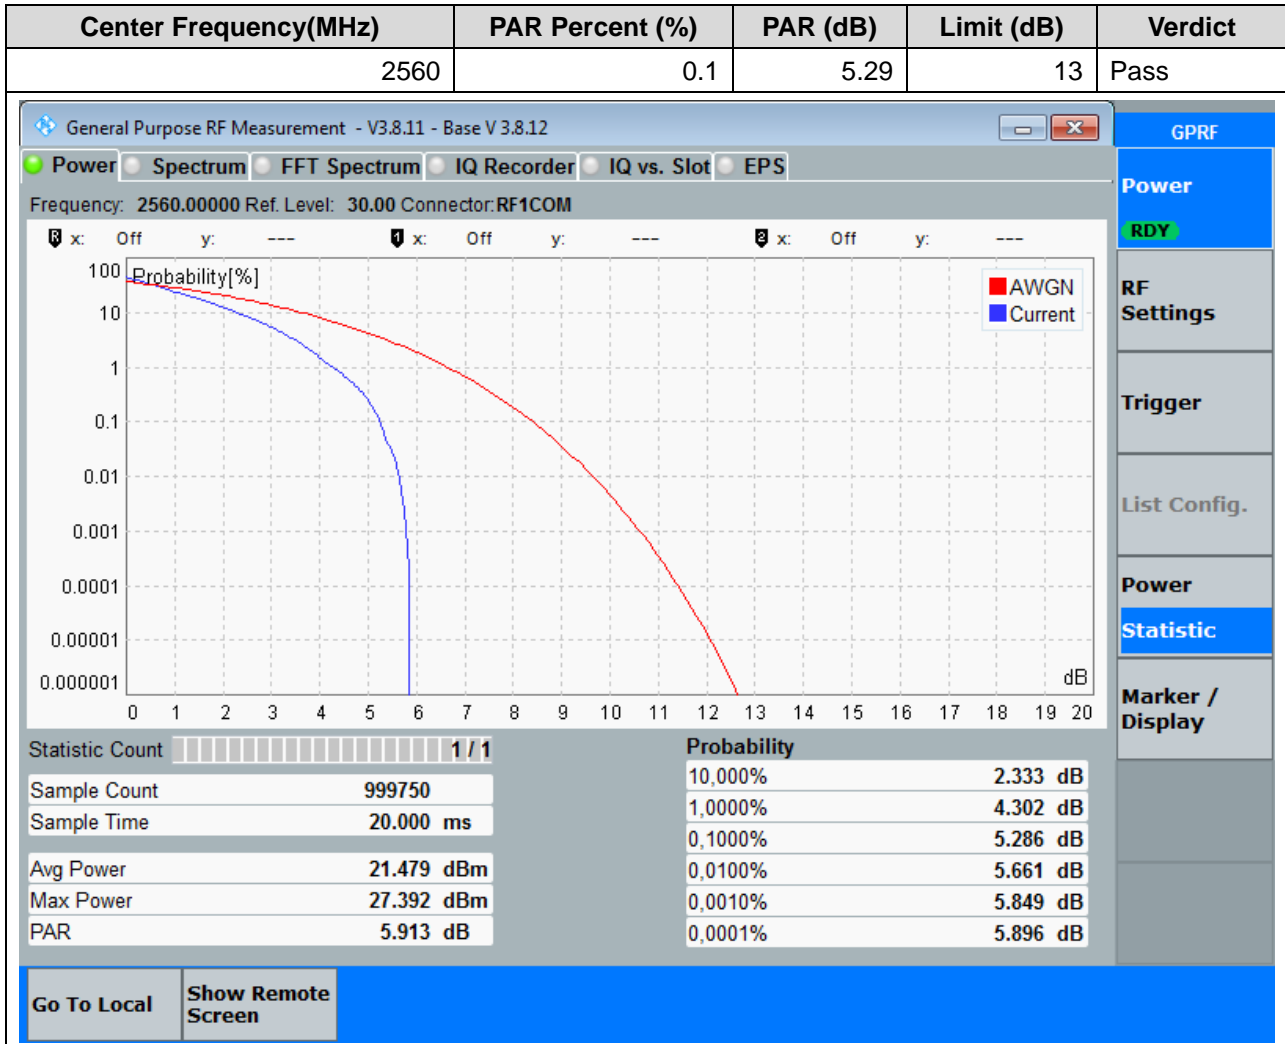 Center Frequency(MHz) PAR Percent (%) PAR (dB) Limit (dB) Verdict
2560 0.1 5.29 13 Pass
General Purpose RF Measurement - V3.8.11 - Base V 3.8.12
GPRF
Power Spectrum FFT Spectrum IQ Recorder IQ vs. Slot EPS
Power
RDY
Frequency: 2560.00000 Ref. Level: 30.00 Connector:RF1COM
R x: Off y: --- 1 x: Off y: --- 2 x: Off y: ---
Probability[%]
AWGN
Current
100
10
1
0.1
0.01
0.001
0.0001
0.00001
0.000001
dB
0 1 2 3 4 5 6 7 8 9 10 11 12 13 14 15 16 17 18 19 20
RF
Settings
Trigger
List Config.
Power
Statistic
Marker /
Display
Statistic Count 1 / 1
Sample Count 999750
Sample Time 20.000 ms
Avg Power 21.479 dBm
Max Power 27.392 dBm
PAR 5.913 dB
Probability
10,000% 2.333 dB
1,0000% 4.302 dB
0,1000% 5.286 dB
0,0100% 5.661 dB
0,0010% 5.849 dB
0,0001% 5.896 dB
Go To Local
Show Remote
Screen